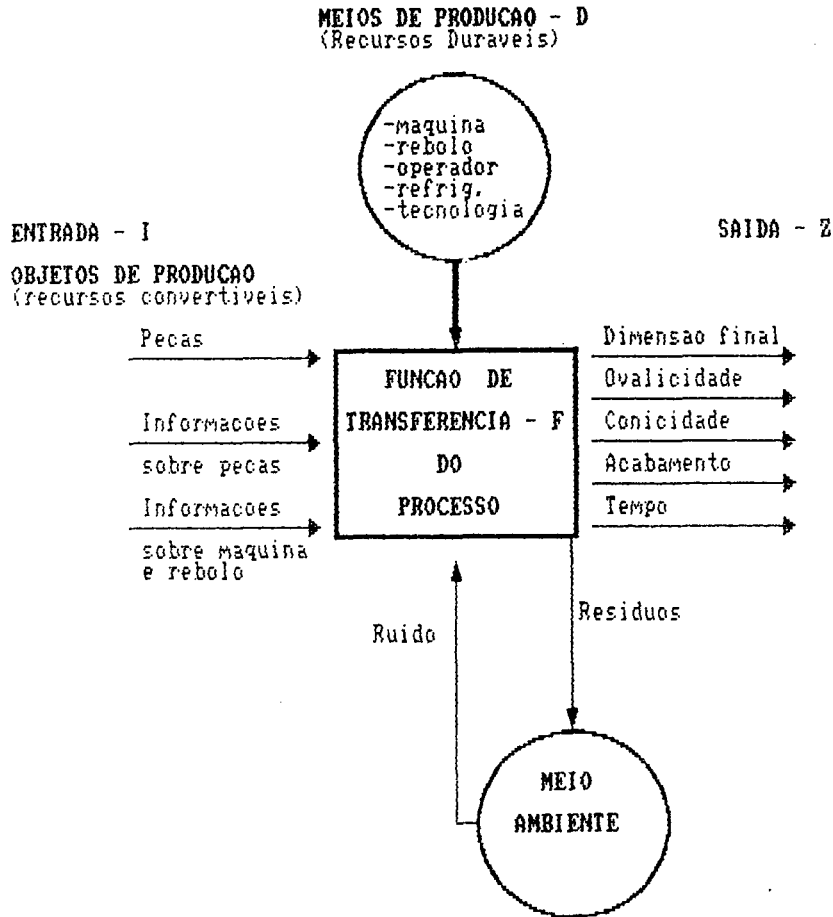 MEIOS DE PRODUCAO - D
(Recursos Duraveis)
-maquina
-rebolo
-operador
-refrig.
-tecnologia
ENTRADA - I
SAIDA - Z
OBJETOS DE PRODUCAO
(recursos convertiveis)
Pecas
Informacoes
sobre pecas
Informacoes
sobre maquina
e rebolo
FUNCAO DE
TRANSFERÊNCIA - F
DO
PROCESSO
Dimensao final
Ovalicidade
Conicidade
Acabamento
Tempo
Ruido
Residuos
MEIO
AMBIENTE